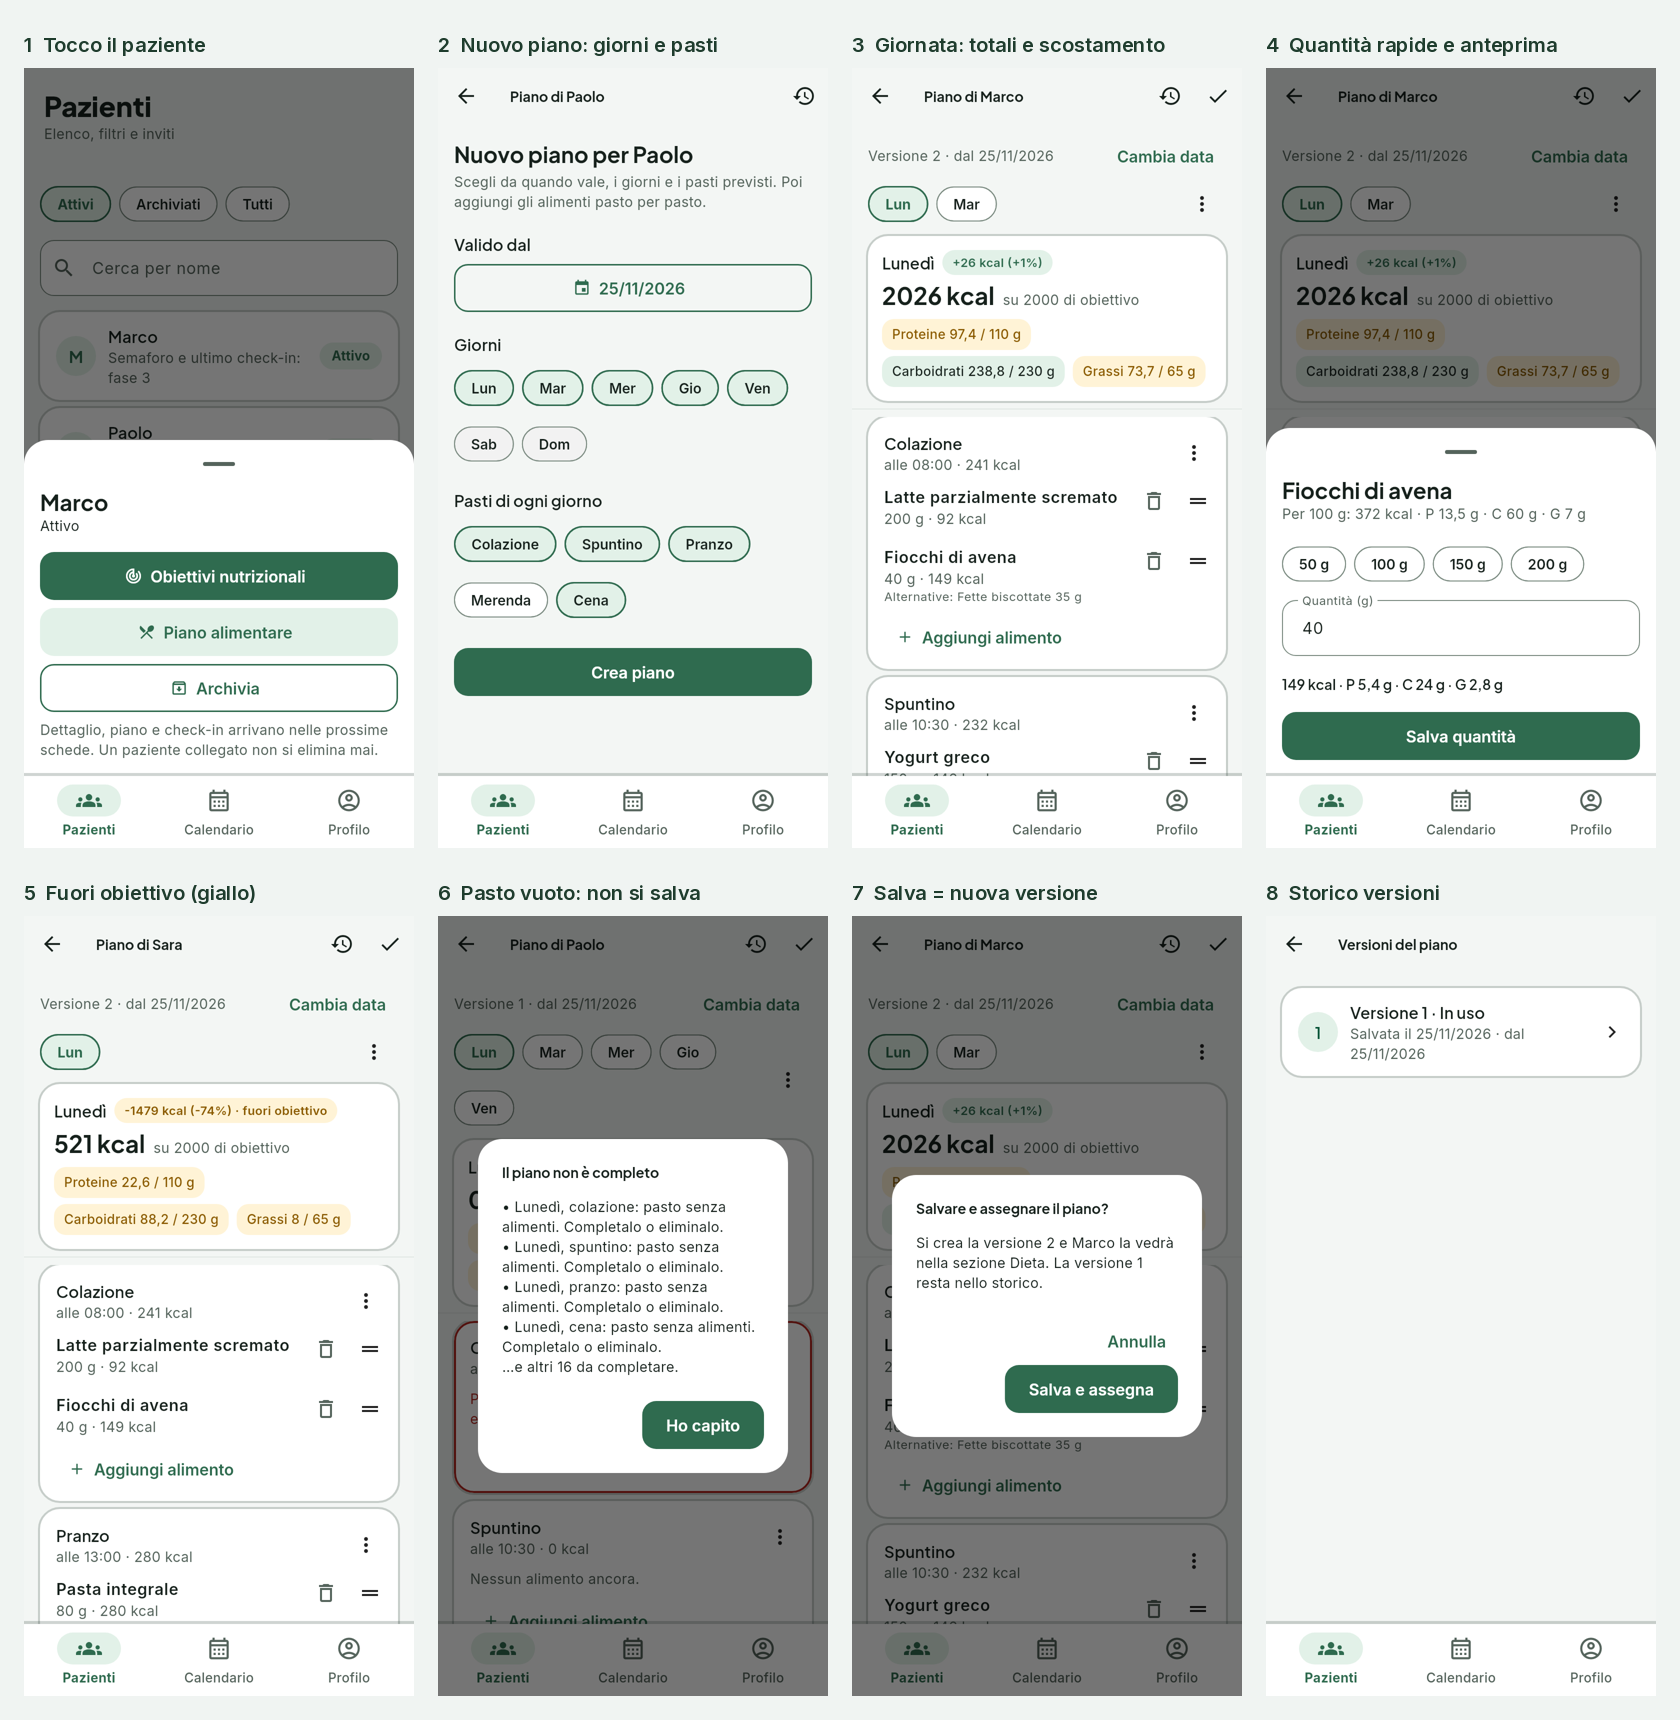 1 Tocco il paziente
Pazienti
Elenco, filtri e inviti
Attivi
Archiviati
Tutti
Cerca per nome
M
Marco
Semaforo e ultimo check-in:
fase 3
Attivo
Paolo
Marco
Attivo
Obiettivi nutrizionali
Piano alimentare
Archivia
Dettaglio, piano e check-in arrivano nelle prossime
schede. Un paziente collegato non si elimina mai.
Pazienti
Calendario
Profilo
2 Nuovo piano: giorni e pasti
Piano di Paolo
Nuovo piano per Paolo
Scegli da quando vale, i giorni e i pasti previsti. Poi
aggiungi gli alimenti pasto per pasto.
Valido dal
25/11/2026
Giorni
Lun
Mar
Mer
Gio
Ven
Sab
Dom
Pasti di ogni giorno
Colazione
Spuntino
Pranzo
Merenda
Cena
Crea piano
Pazienti
Calendario
Profilo
3 Giornata: totali e scostamento
Piano di Marco
Versione 2 · dal 25/11/2026
Cambia data
Lun
Mar
Lunedì
+26 kcal (+1%)
2026 kcal su 2000 di obiettivo
Proteine 97,4 / 110 g
Carboidrati 238,8 / 230 g
Grassi 73,7 / 65 g
Colazione
alle 08:00 · 241 kcal
Latte parzialmente scremato
200 g · 92 kcal
Fiocchi di avena
40 g · 149 kcal
Alternative: Fette biscottate 35 g
+ Aggiungi alimento
Spuntino
alle 10:30 · 232 kcal
Yogurt greco
Pazienti
Calendario
Profilo
4 Quantità rapide e anteprima
Piano di Marco
Versione 2 · dal 25/11/2026
Cambia data
Lun
Mar
Lunedì
+26 kcal (+1%)
2026 kcal su 2000 di obiettivo
Proteine 97,4 / 110 g
Carboidrati 238,8 / 230 g
Grassi 73,7 / 65 g
Fiocchi di avena
Per 100 g: 372 kcal · P 13,5 g · C 60 g · G 7 g
50 g
100 g
150 g
200 g
Quantità (g)
40
149 kcal · P 5,4 g · C 24 g · G 2,8 g
Salva quantità
Pazienti
Calendario
Profilo
5 Fuori obiettivo (giallo)
Piano di Sara
Versione 2 · dal 25/11/2026
Cambia data
Lun
Lunedì
-1479 kcal (-74%) · fuori obiettivo
521 kcal su 2000 di obiettivo
Proteine 22,6 / 110 g
Carboidrati 88,2 / 230 g
Grassi 8 / 65 g
Colazione
alle 08:00 · 241 kcal
Latte parzialmente scremato
200 g · 92 kcal
Fiocchi di avena
40 g · 149 kcal
+ Aggiungi alimento
Pranzo
alle 13:00 · 280 kcal
Pasta integrale
80 g · 280 kcal
Pazienti
Calendario
Profilo
6 Pasto vuoto: non si salva
Piano di Paolo
Versione 1 · dal 25/11/2026
Cambia data
Lun
Mar
Mer
Gio
Ven
Il piano non è completo
• Lunedì, colazione: pasto senza
alimenti. Completalo o eliminalo.
• Lunedì, spuntino: pasto senza
alimenti. Completalo o eliminalo.
• Lunedì, pranzo: pasto senza
alimenti. Completalo o eliminalo.
• Lunedì, cena: pasto senza alimenti.
Completalo o eliminalo.
...e altri 16 da completare.
Ho capito
Spuntino
alle 10:30 · 0 kcal
Nessun alimento ancora.
+ Aggiungi alimento
Pazienti
Calendario
Profilo
7 Salva = nuova versione
Piano di Marco
Versione 2 · dal 25/11/2026
Cambia data
Lun
Mar
Lunedì
+26 kcal (+1%)
2026 kcal su 2000 di obiettivo
Salvare e assegnare il piano?
Si crea la versione 2 e Marco la vedrà
nella sezione Dieta. La versione 1
resta nello storico.
Annulla
Salva e assegna
Alternative: Fette biscottate 35 g
+ Aggiungi alimento
Spuntino
alle 10:30 · 232 kcal
Yogurt greco
Pazienti
Calendario
Profilo
8 Storico versioni
Versioni del piano
1
Versione 1 · In uso
Salvata il 25/11/2026 · dal
25/11/2026
Pazienti
Calendario
Profilo